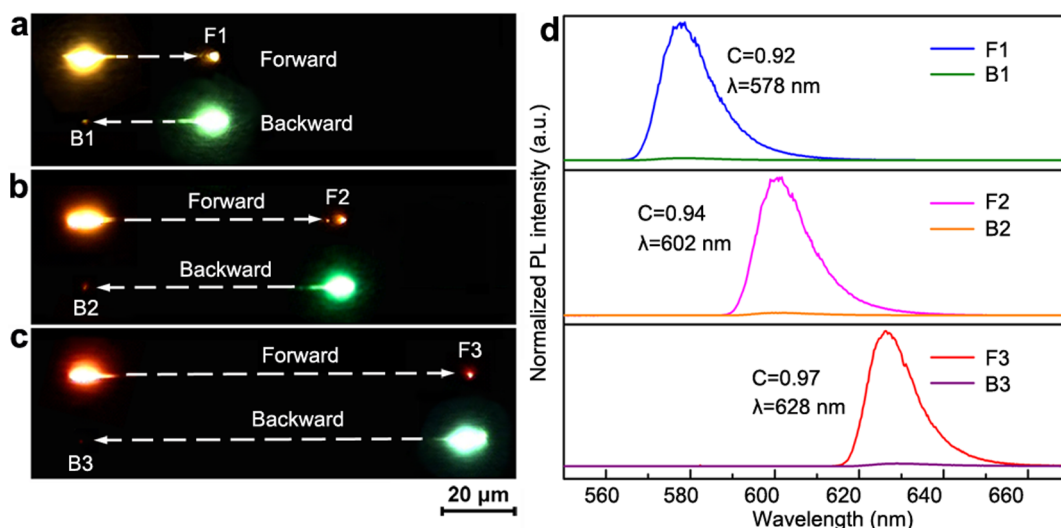 a
F1
Forward
B1
Backward
b
F2
Forward
Backward
B2
c
F3
Forward
Backward
B3
20 μm
d
Normalized PL intensity (a.u.)
C=0.92
λ=578 nm
F1
B1
C=0.94
λ=602 nm
F2
B2
C=0.97
λ=628 nm
F3
B3
560 580 600 620 640 660
Wavelength (nm)